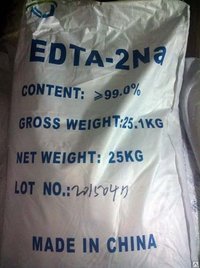 EDTA-2Na
CONTENT: ≥99.0%
GROSS WEIGHT:25.1KG
NET WEIGHT: 25KG
LOT NO.:
MADE IN CHINA